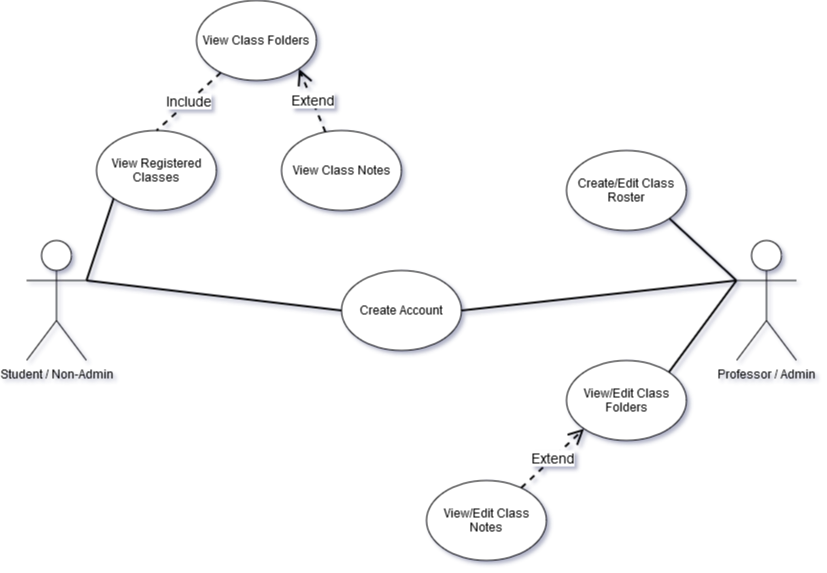 View Class Folders
Include
Extend
View Registered
Classes
View Class Notes
Create/Edit Class
Roster
Create Account
Student / Non-Admin
Professor / Admin
View/Edit Class
Folders
Extend
View/Edit Class
Notes